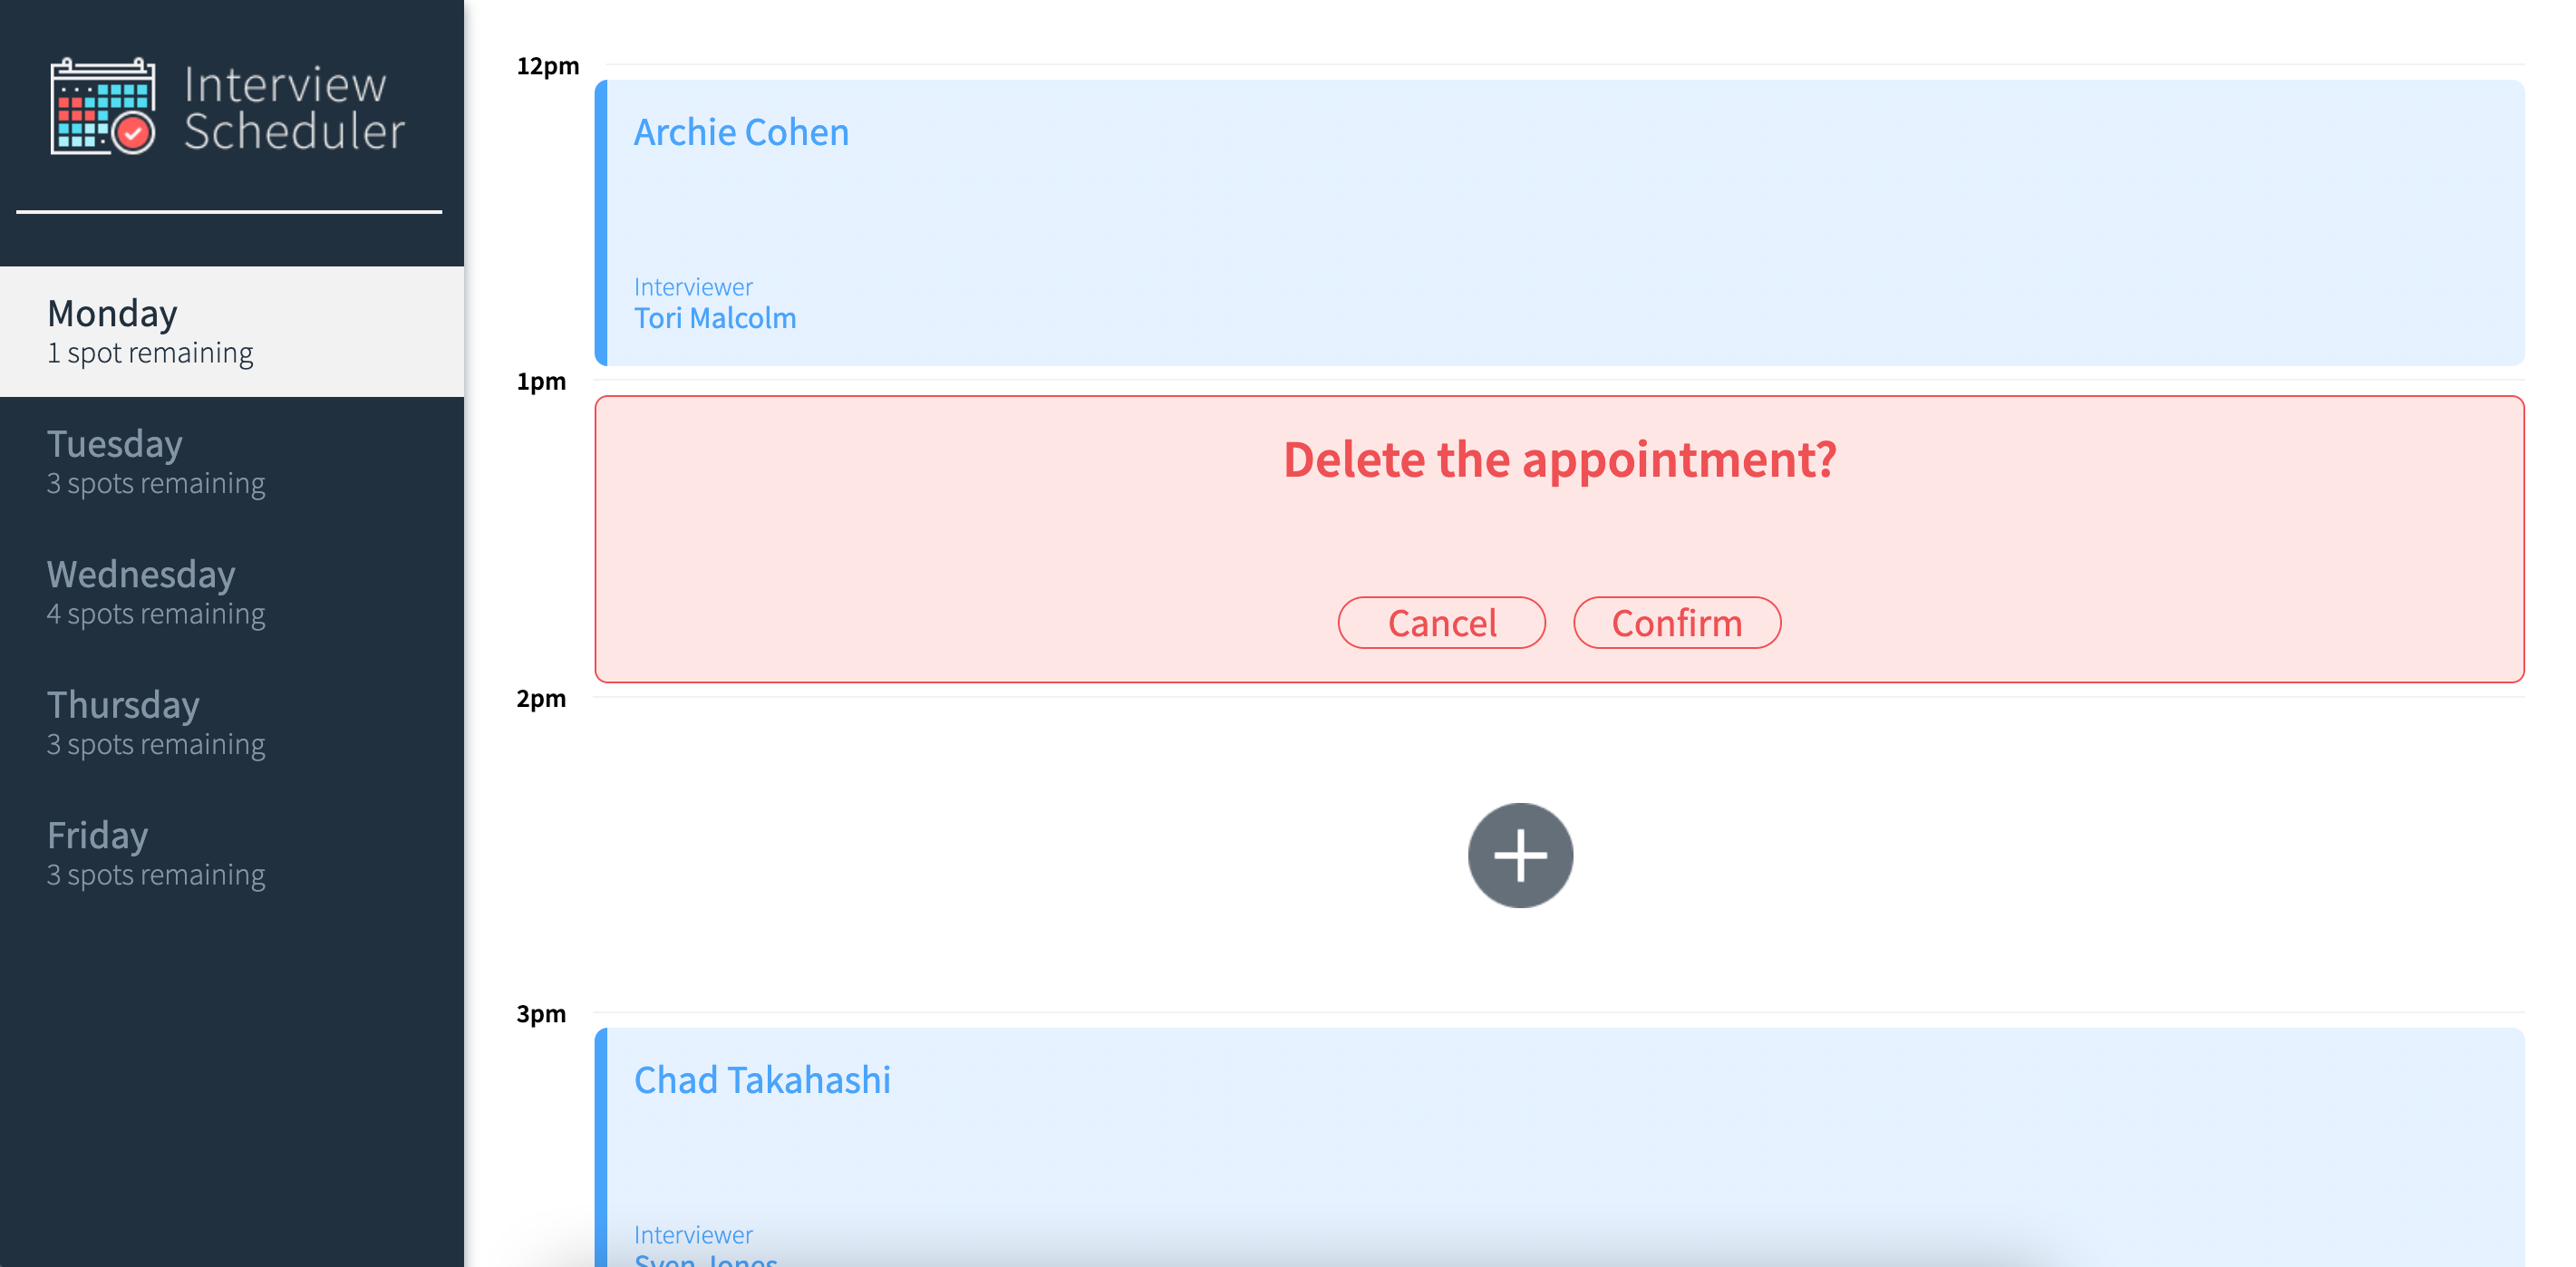 Interview
Scheduler
Monday
1 spot remaining
Tuesday
3 spots remaining
Wednesday
4 spots remaining
Thursday
3 spots remaining
Friday
3 spots remaining
12pm
Archie Cohen
Interviewer
Tori Malcolm
1pm
Delete the appointment?
Cancel Confirm
2pm
3pm
Chad Takahashi
Interviewer
Sven Jones